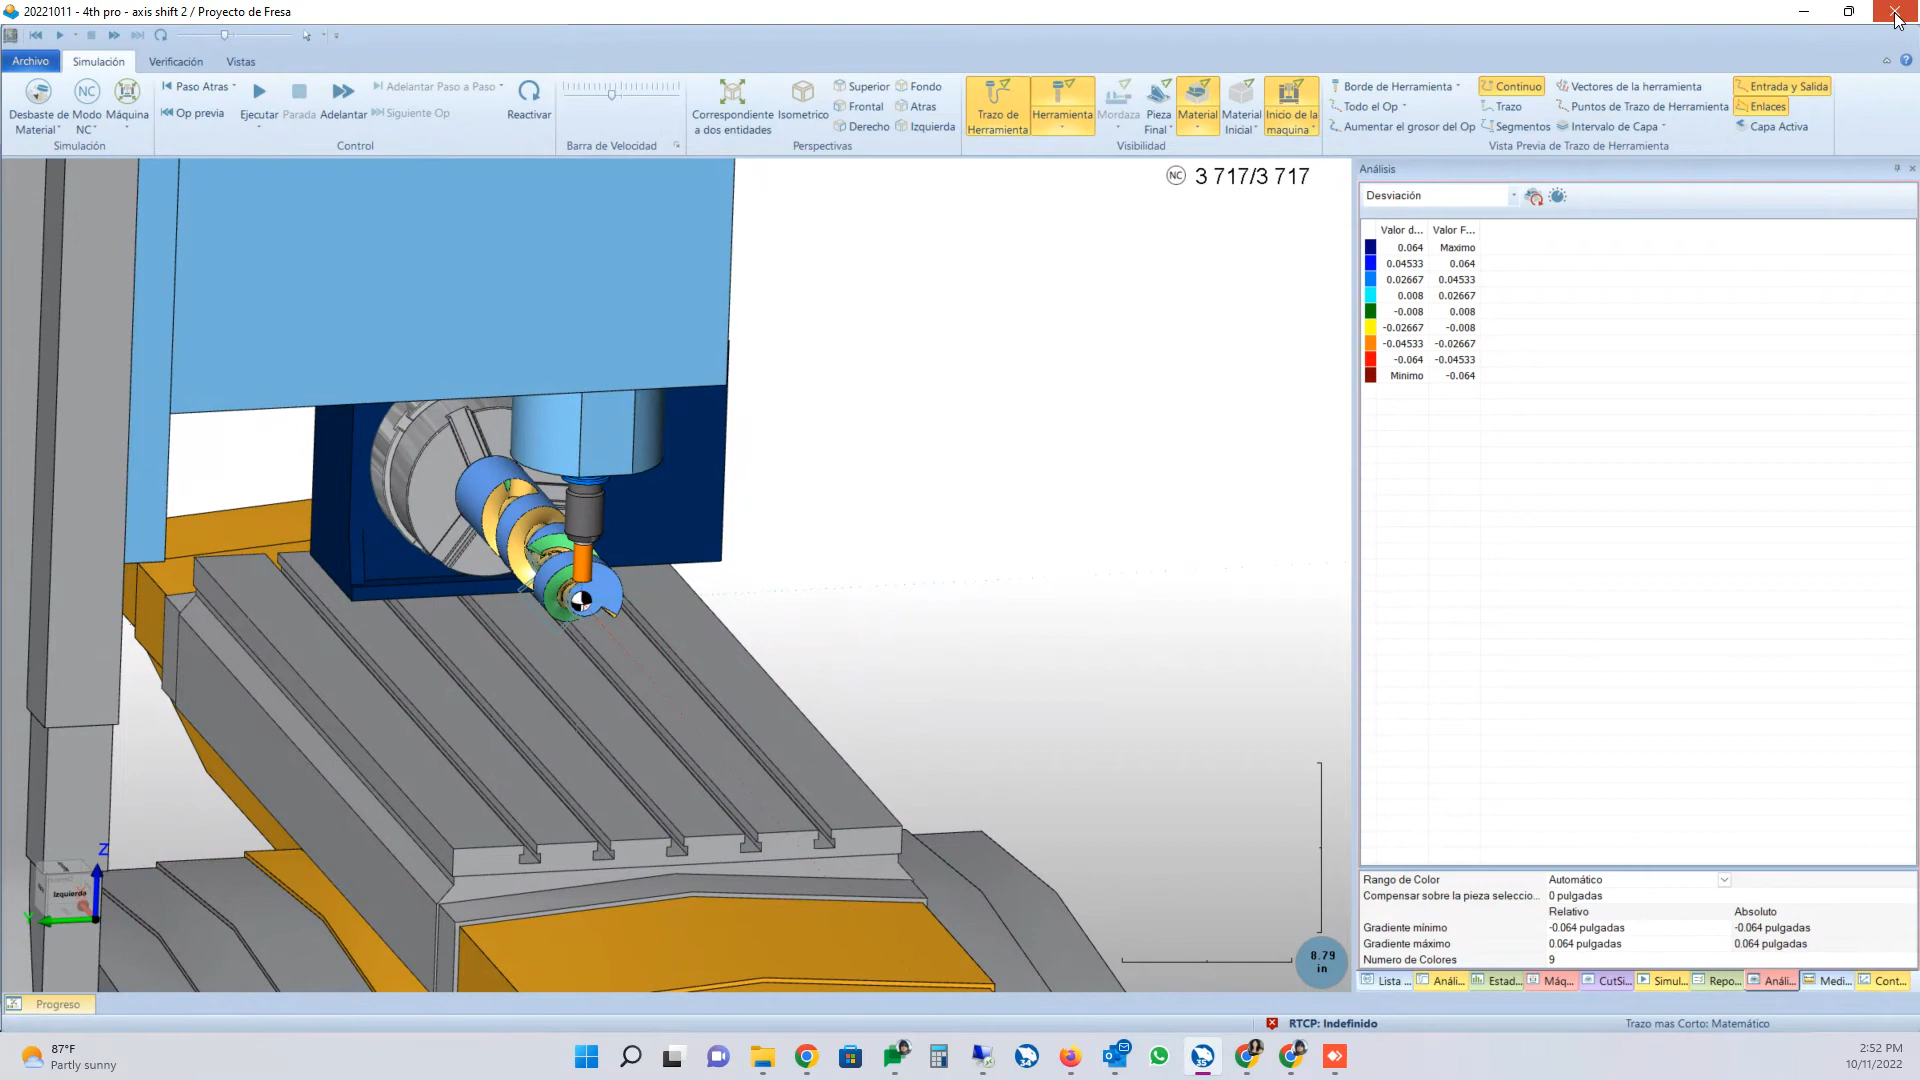 20221011 - 4th pro - axis shift 2 / Proyecto de Fresa
Archivo
Simulación
Verificación
Vistas
Desbaste de Material
Modo NC
Máquina
Simulación
Paso Atras
Op previa
Ejecutar
Parada
Adelantar
Adelantar Paso a Paso
Siguiente Op
Reactivar
Control
Barra de Velocidad
Correspondiente a dos entidades
Isometrico
Superior
Frontal
Derecho
Fondo
Atras
Izquierda
Perspectivas
Trazo de Herramienta
Herramienta
Mordaza
Pieza Final
Material
Material Inicial
Inicio de la maquina
Visibilidad
Borde de Herramienta
Todo el Op
Aumentar el grosor del Op
Continuo
Trazo
Segmentos
Vectores de la herramienta
Puntos de Trazo de Herramienta
Intervalo de Capa
Entrada y Salida
Enlaces
Capa Activa
Vista Previa de Trazo de Herramienta
NC 3 717/3 717
Análisis
Desviación
Valor d... Valor F...
0.064 Maximo
0.04533 0.064
0.02667 0.04533
0.008 0.02667
-0.008 0.008
-0.02667 -0.008
-0.04533 -0.02667
-0.064 -0.04533
Minimo -0.064
Rango de Color Automático
Compensar sobre la pieza seleccio... 0 pulgadas
Relativo Absoluto
Gradiente mínimo -0.064 pulgadas -0.064 pulgadas
Gradiente máximo 0.064 pulgadas 0.064 pulgadas
Numero de Colores 9
Lista ... Análi... Estad... Máq... CutSi... Simul... Repo... Análi... Medi... Cont...
8.79 in
Z
Y
Izquierda
Progreso
RTCP: Indefinido
Trazo mas Corto: Matemático
87°F
Partly sunny
2:52 PM
10/11/2022